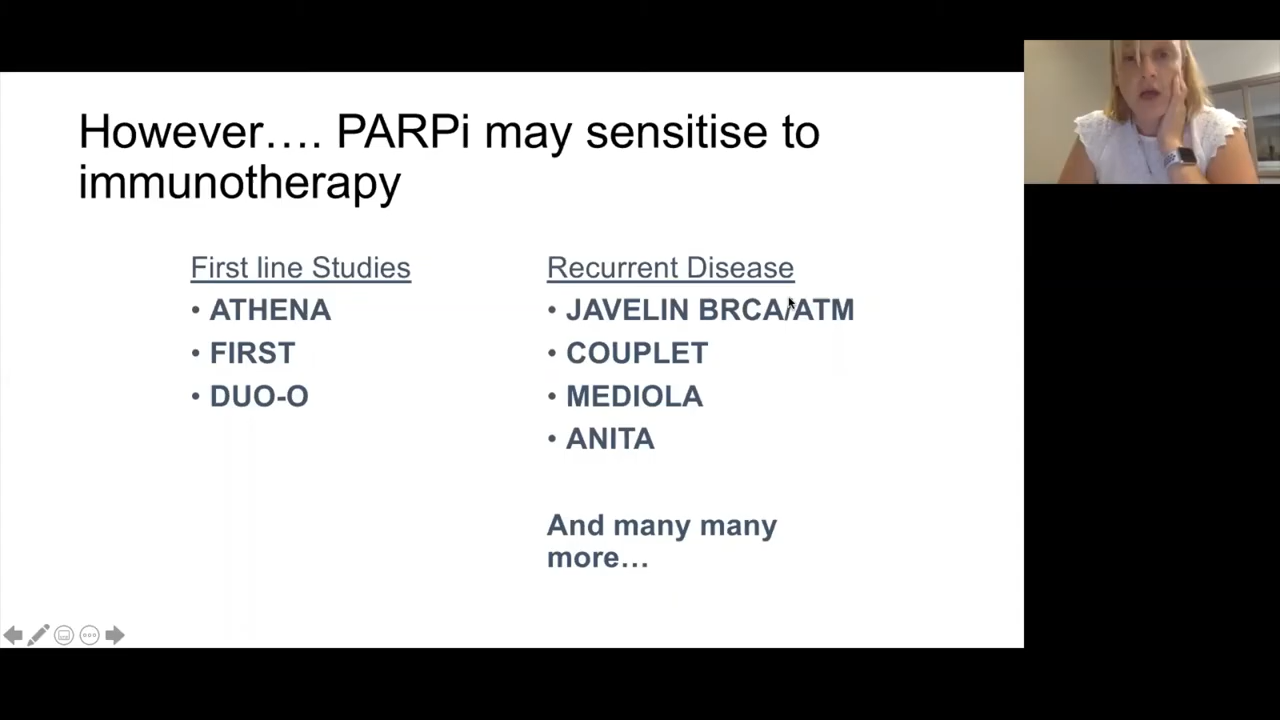 However…. PARPi may sensitise to
immunotherapy
First line Studies
• ATHENA
• FIRST
• DUO-O
Recurrent Disease
• JAVELIN BRCA/ATM
• COUPLET
• MEDIOLA
• ANITA
And many many
more…